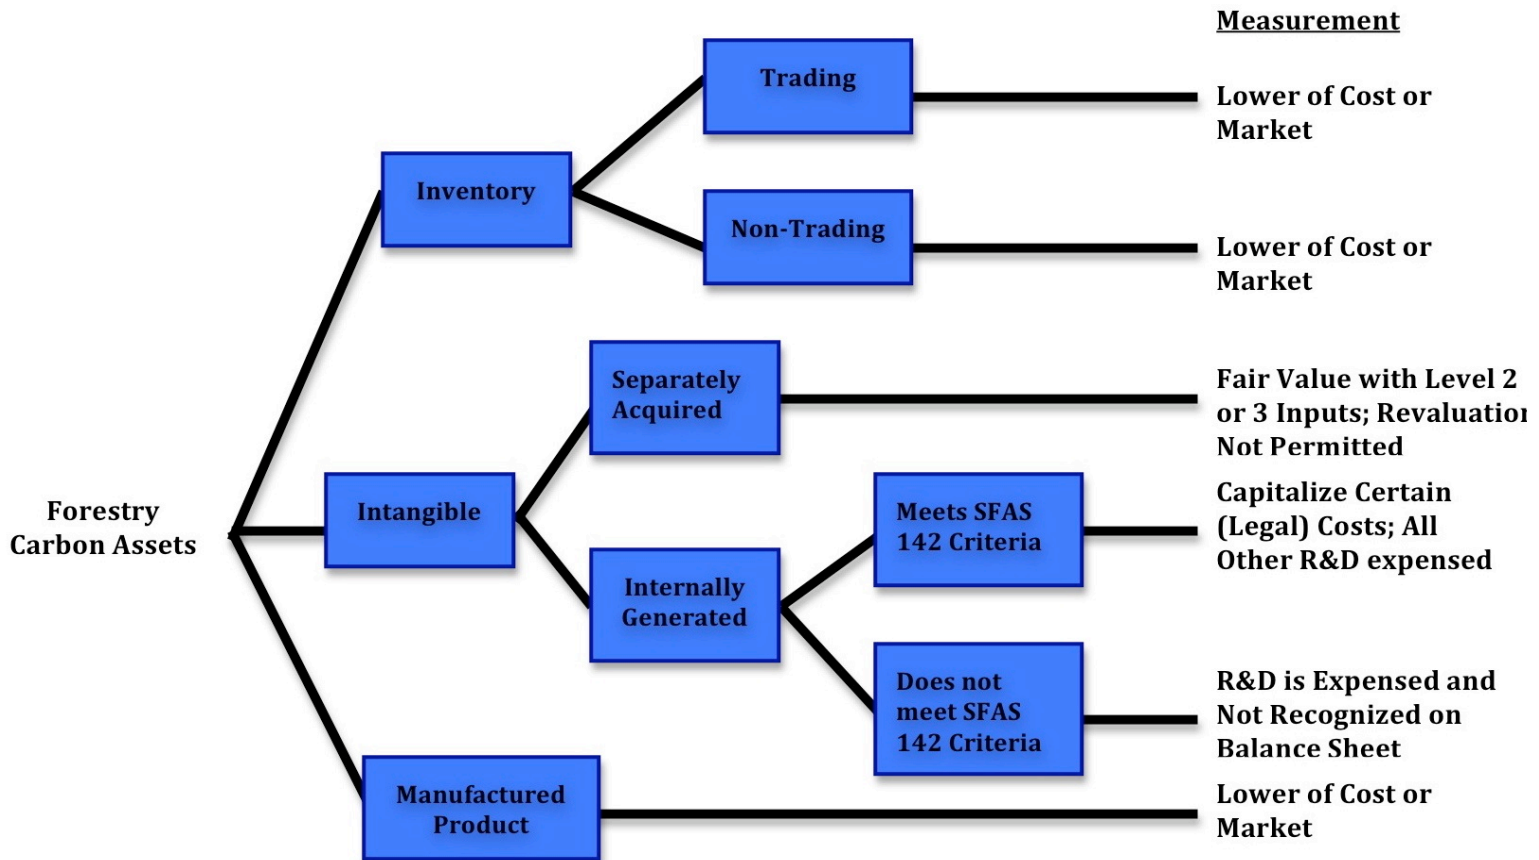 Measurement
Trading
Lower of Cost or
Market
Inventory
Non-Trading
Lower of Cost or
Market
Separately
Acquired
Fair Value with Level 2
or 3 Inputs; Revaluation
Not Permitted
Forestry
Carbon Assets
Intangible
Meets SFAS
142 Criteria
Capitalize Certain
(Legal) Costs; All
Other R&D expensed
Internally
Generated
Does not
meet SFAS
142 Criteria
R&D is Expensed and
Not Recognized on
Balance Sheet
Manufactured
Product
Lower of Cost or
Market